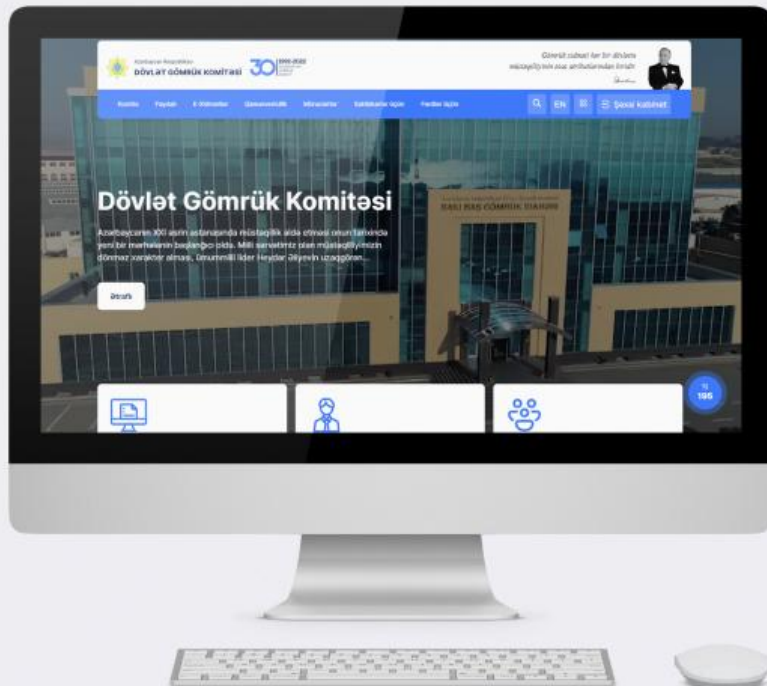 Azərbaycan Respublikası
DÖVLƏT GÖMRÜK KOMİTƏSİ
30
1992-2022
Gömrük xidməti hər bir dövlətin
müstəqilliyinin əsas atributlarından biridir.
Komitə Faydalı E-Xidmətlər Qanunvericilik Müraciətlər Sahibkarlar üçün Fərdlər üçün
EN
Şəxsi kabinet
Dövlət Gömrük Komitəsi
Azərbaycanın XXI əsrin astanasında müstəqillik əldə etməsi onun tarixində
yeni bir mərhələnin başlanğıcı oldu. Milli sərvətimiz olan müstəqilliyimizin
dönməz xarakter alması, Ümummilli lider Heydər Əliyevin uzaqgörən...
Ətraflı
BAŞ GÖMRÜK İDARƏSİ
195